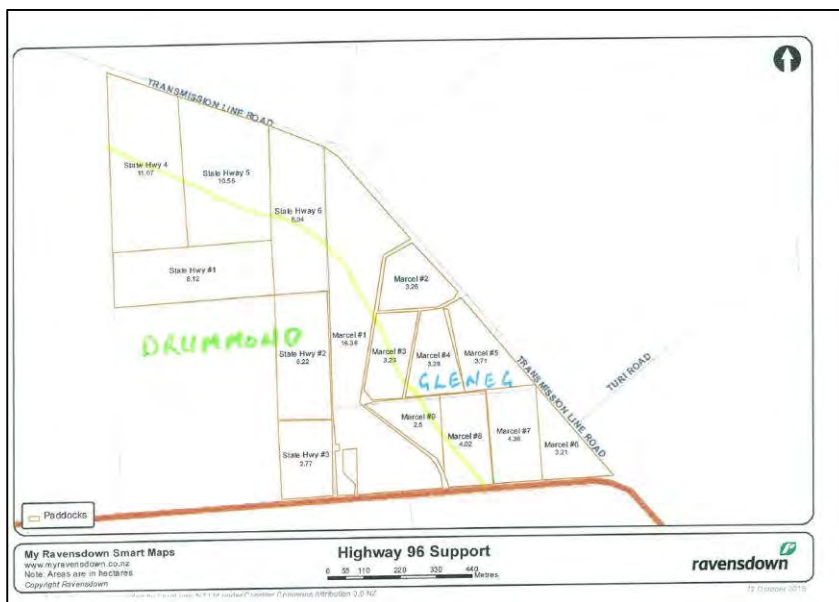 TRANSMISSION LINE ROAD
State Hwy 4
11.07
State Hway 5
10.56
State Hway 6
8.04
State Hwy #1
8.12
Marcel #2
3.26
DRUMMOND
State Hwy #2
6.22
Marcel #1
16.36
Marcel #3
3.23
Marcel #4
3.28
Marcel #5
3.71
TRANSMISSION LINE ROAD
TURI ROAD
GLENEG
Marcel #9
2.5
Marcel #8
4.02
Marcel #7
4.36
Marcel #6
3.21
State Hwy #3
3.77
Paddocks
My Ravensdown Smart Maps
www.myravensdown.co.nz
Note: Areas are in hectares
Copyright Ravensdown
Highway 96 Support
0 55 110 220 330 440
Metres
ravensdown